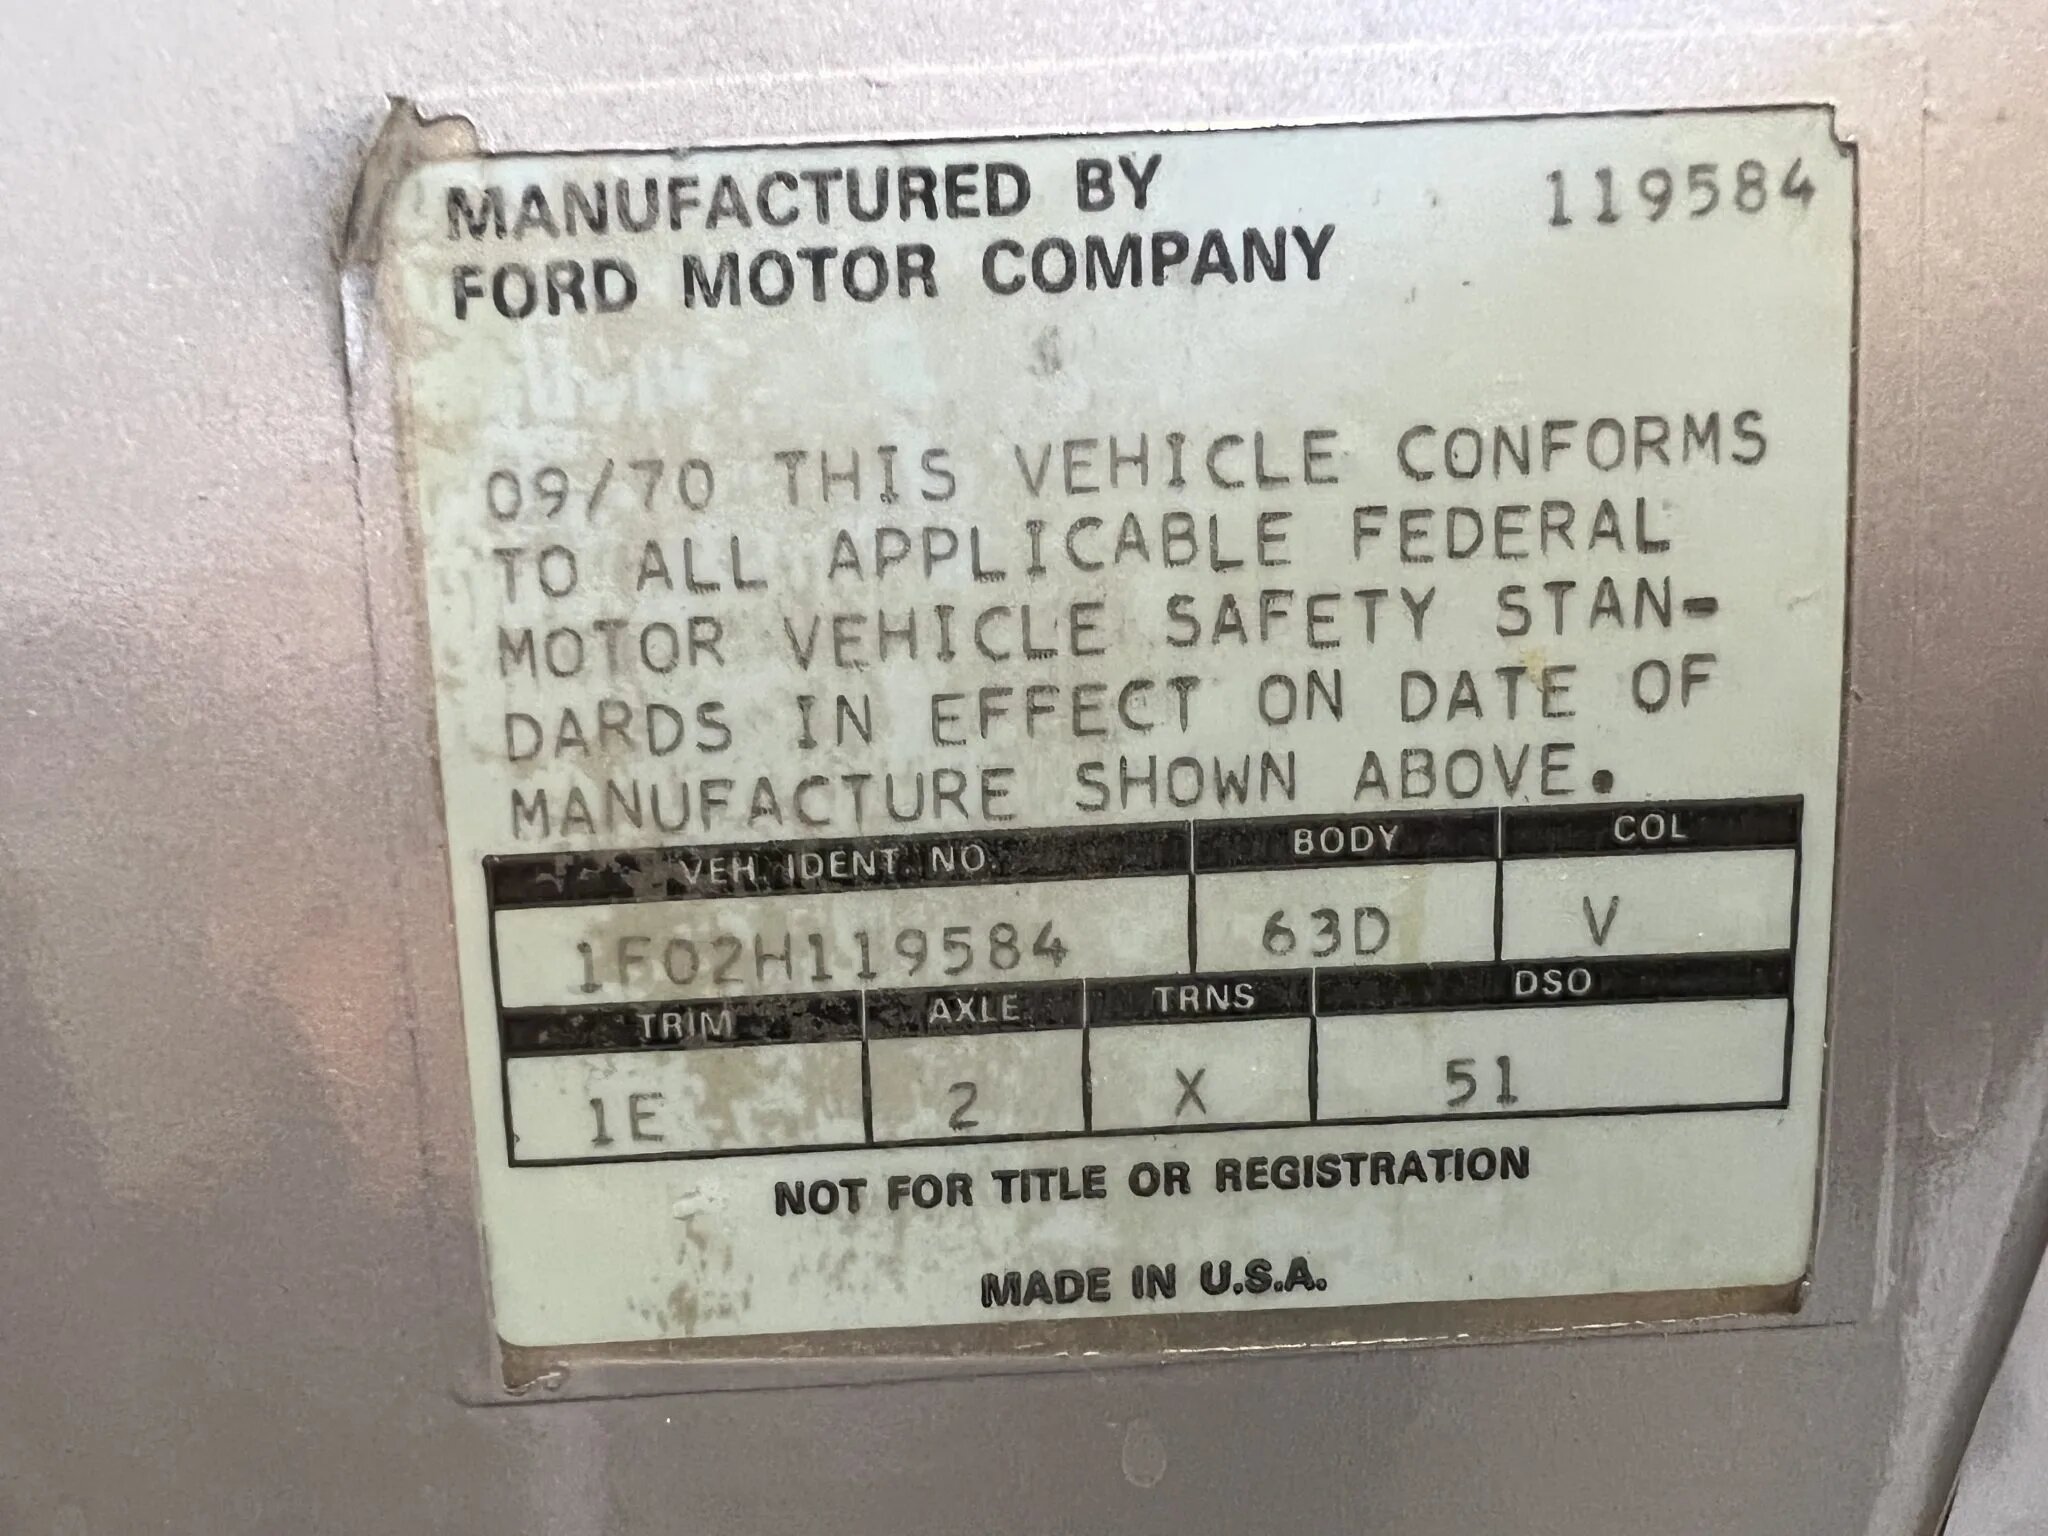 MANUFACTURED BY 119584
FORD MOTOR COMPANY
09/70 THIS VEHICLE CONFORMS
TO ALL APPLICABLE FEDERAL
MOTOR VEHICLE SAFETY STAN-
DARDS IN EFFECT ON DATE OF
MANUFACTURE SHOWN ABOVE.
VEH. IDENT. NO. BODY COL
1F02H119584 63D V
TRIM AXLE TRNS DSO
1E 2 X 51
NOT FOR TITLE OR REGISTRATION
MADE IN U.S.A.